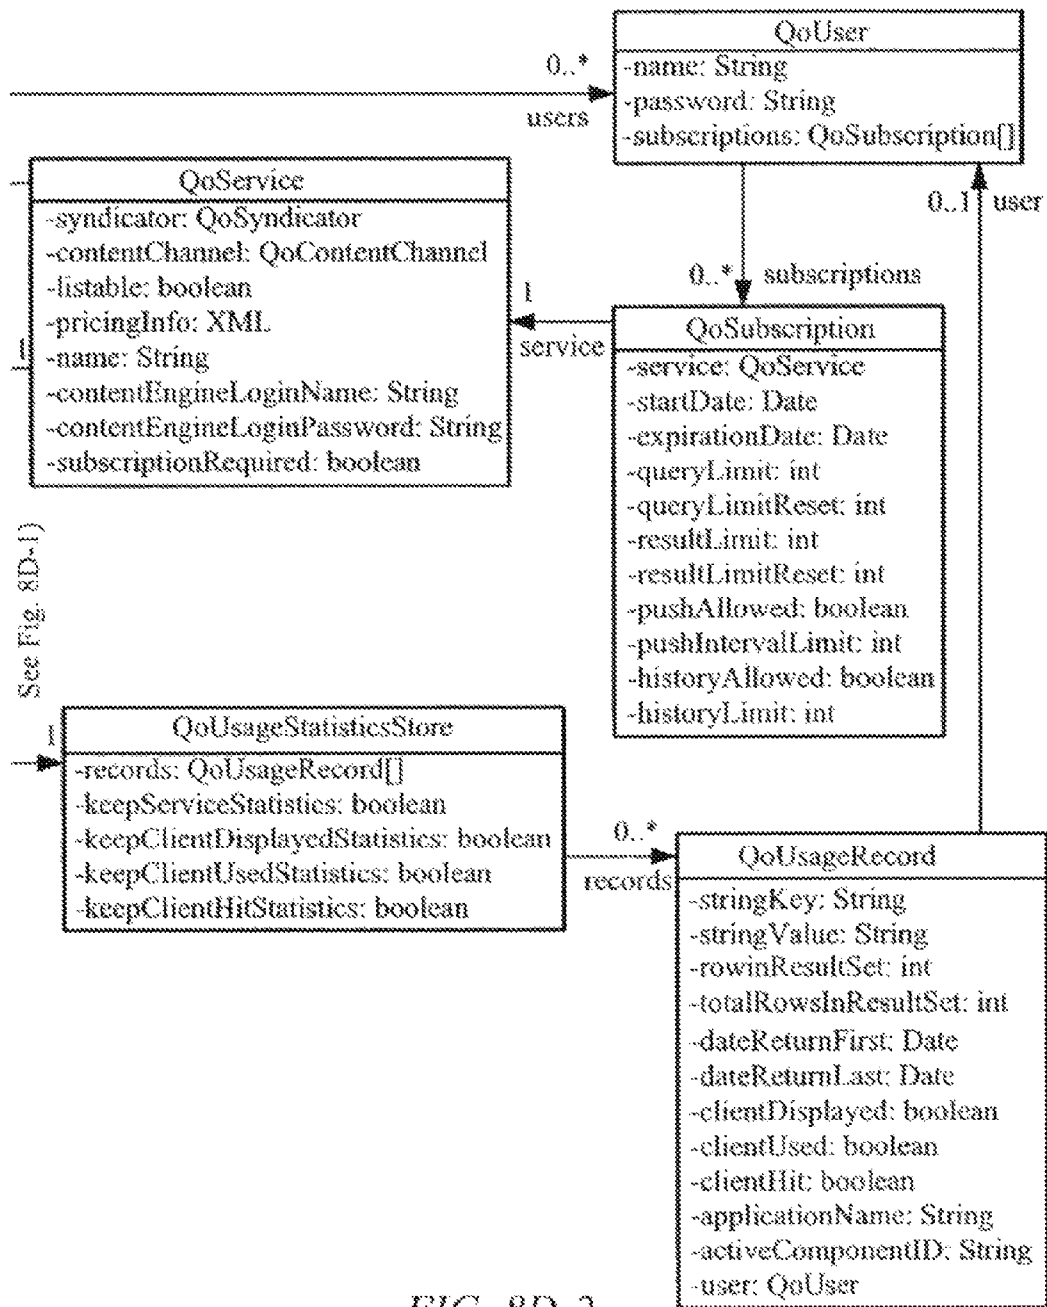 QoUser
-name: String
-password: String
-subscriptions: QoSubscription[]
0..*
users
QoService
-syndicator: QoSyndicator
-contentChannel: QoContentChannel
-listable: boolean
-pricingInfo: XML
-name: String
-contentEngineLoginName: String
-contentEngineLoginPassword: String
-subscriptionRequired: boolean
1
0..1 user
0..* subscriptions
1
service
QoSubscription
-service: QoService
-startDate: Date
-expirationDate: Date
-queryLimit: int
-queryLimitReset: int
-resultLimit: int
-resultLimitReset: int
-pushAllowed: boolean
-pushIntervalLimit: int
-historyAllowed: boolean
-historyLimit: int
See Fig. 8D-1)
1
QoUsageStatisticsStore
-records: QoUsageRecord[]
-keepServiceStatistics: boolean
-keepClientDisplayedStatistics: boolean
-keepClientUsedStatistics: boolean
-keepClientHitStatistics: boolean
0..*
records
QoUsageRecord
-stringKey: String
-stringValue: String
-rowinResultSet: int
-totalRowsInResultSet: int
-dateReturnFirst: Date
-dateReturnLast: Date
-clientDisplayed: boolean
-clientUsed: boolean
-clientHit: boolean
-applicationName: String
-activeComponentID: String
-user: QoUser
FIG. 8D-2